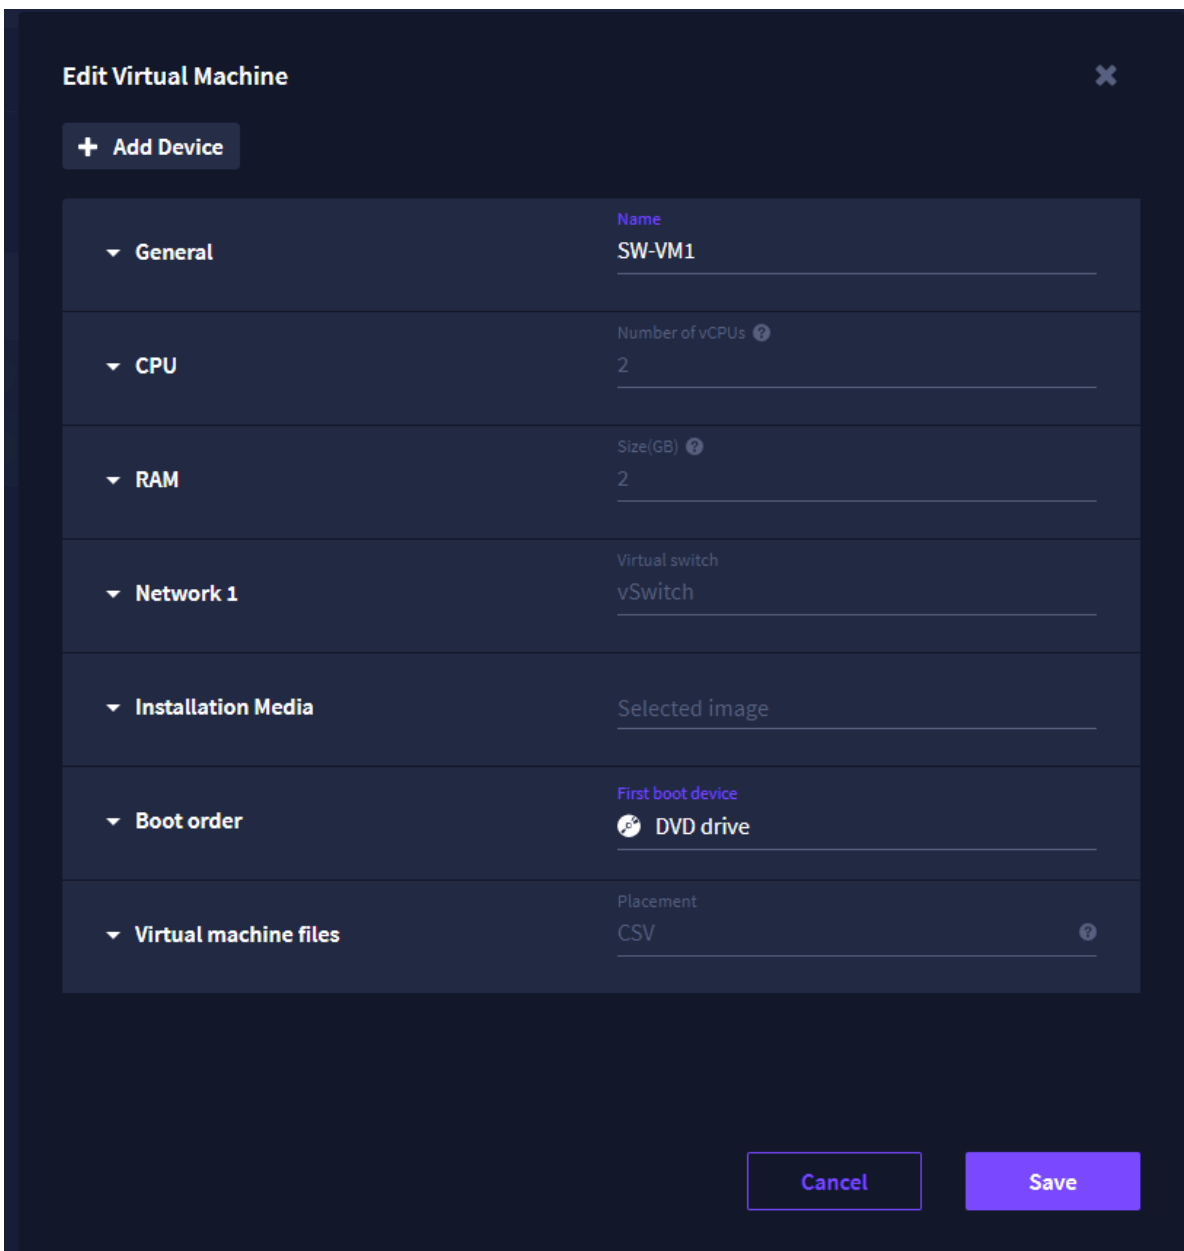 Edit Virtual Machine
Add Device
General
Name
SW-VM1
CPU
Number of vCPUs
2
RAM
Size(GB)
2
Network 1
Virtual switch
vSwitch
Installation Media
Selected image
Boot order
First boot device
DVD drive
Virtual machine files
Placement
CSV
Cancel
Save